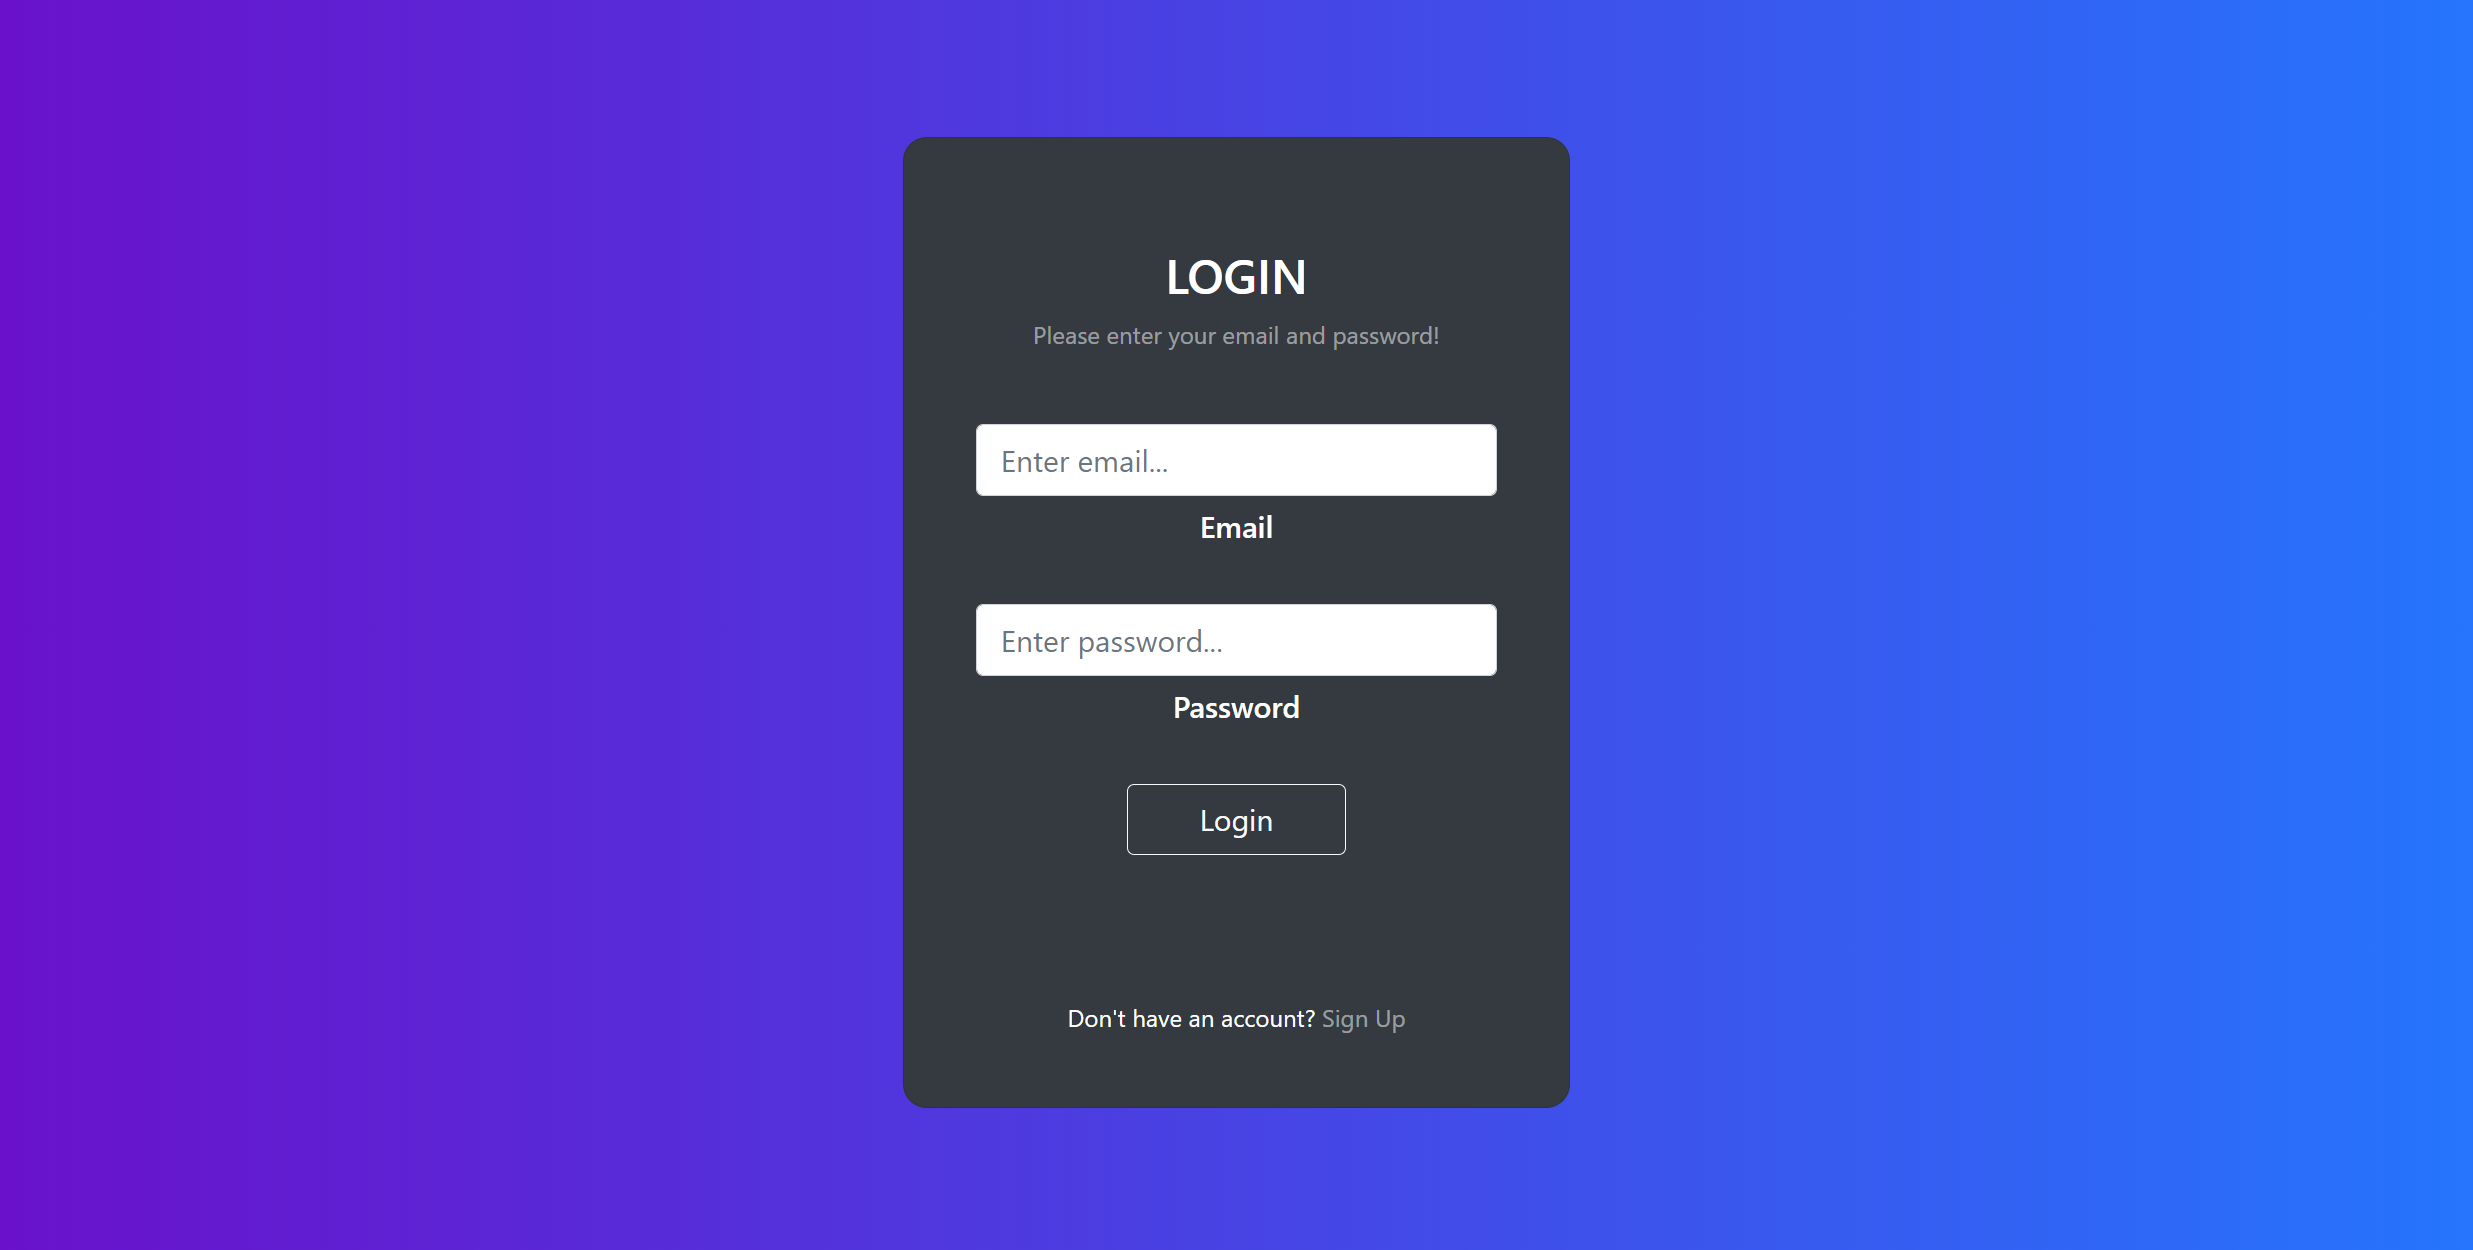 LOGIN
Please enter your email and password!
Enter email...
Email
Enter password...
Password
Login
Don't have an account? Sign Up